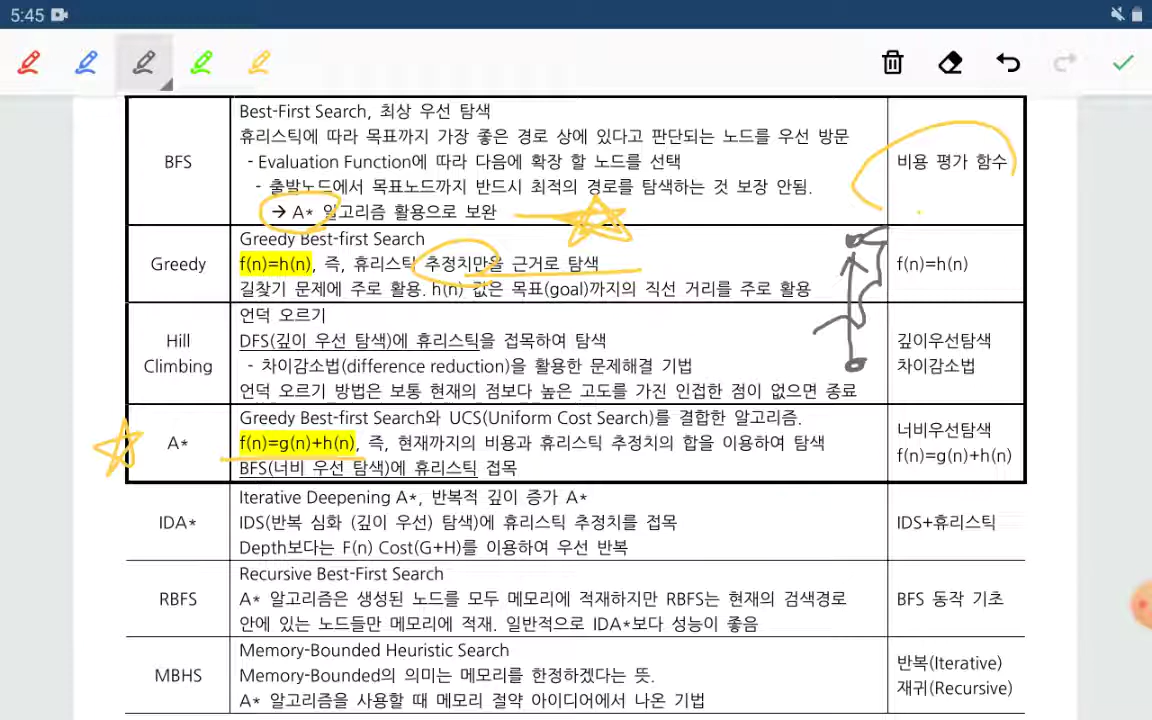 5:45
BFS
Best-First Search, 최상 우선 탐색
휴리스틱에 따라 목표까지 가장 좋은 경로 상에 있다고 판단되는 노드를 우선 방문
- Evaluation Function에 따라 다음에 확장 할 노드를 선택
- 출발노드에서 목표노드까지 반드시 최적의 경로를 탐색하는 것 보장 안됨.
→ A* 알고리즘 활용으로 보완
비용 평가 함수
Greedy
Greedy Best-first Search
f(n)=h(n), 즉, 휴리스틱 추정치만을 근거로 탐색
길찾기 문제에 주로 활용. h(n) 값은 목표(goal)까지의 직선 거리를 주로 활용
f(n)=h(n)
Hill
Climbing
언덕 오르기
DFS(깊이 우선 탐색)에 휴리스틱을 접목하여 탐색
- 차이감소법(difference reduction)을 활용한 문제해결 기법
언덕 오르기 방법은 보통 현재의 점보다 높은 고도를 가진 인접한 점이 없으면 종료
깊이우선탐색
차이감소법
A*
Greedy Best-first Search와 UCS(Uniform Cost Search)를 결합한 알고리즘.
f(n)=g(n)+h(n), 즉, 현재까지의 비용과 휴리스틱 추정치의 합을 이용하여 탐색
BFS(너비 우선 탐색)에 휴리스틱 접목
너비우선탐색
f(n)=g(n)+h(n)
IDA*
Iterative Deepening A*, 반복적 깊이 증가 A*
IDS(반복 심화 (깊이 우선) 탐색)에 휴리스틱 추정치를 접목
Depth보다는 F(n) Cost(G+H)를 이용하여 우선 반복
IDS+휴리스틱
RBFS
Recursive Best-First Search
A* 알고리즘은 생성된 노드를 모두 메모리에 적재하지만 RBFS는 현재의 검색경로
안에 있는 노드들만 메모리에 적재. 일반적으로 IDA*보다 성능이 좋음
BFS 동작 기초
MBHS
Memory-Bounded Heuristic Search
Memory-Bounded의 의미는 메모리를 한정하겠다는 뜻.
A* 알고리즘을 사용할 때 메모리 절약 아이디어에서 나온 기법
반복(Iterative)
재귀(Recursive)